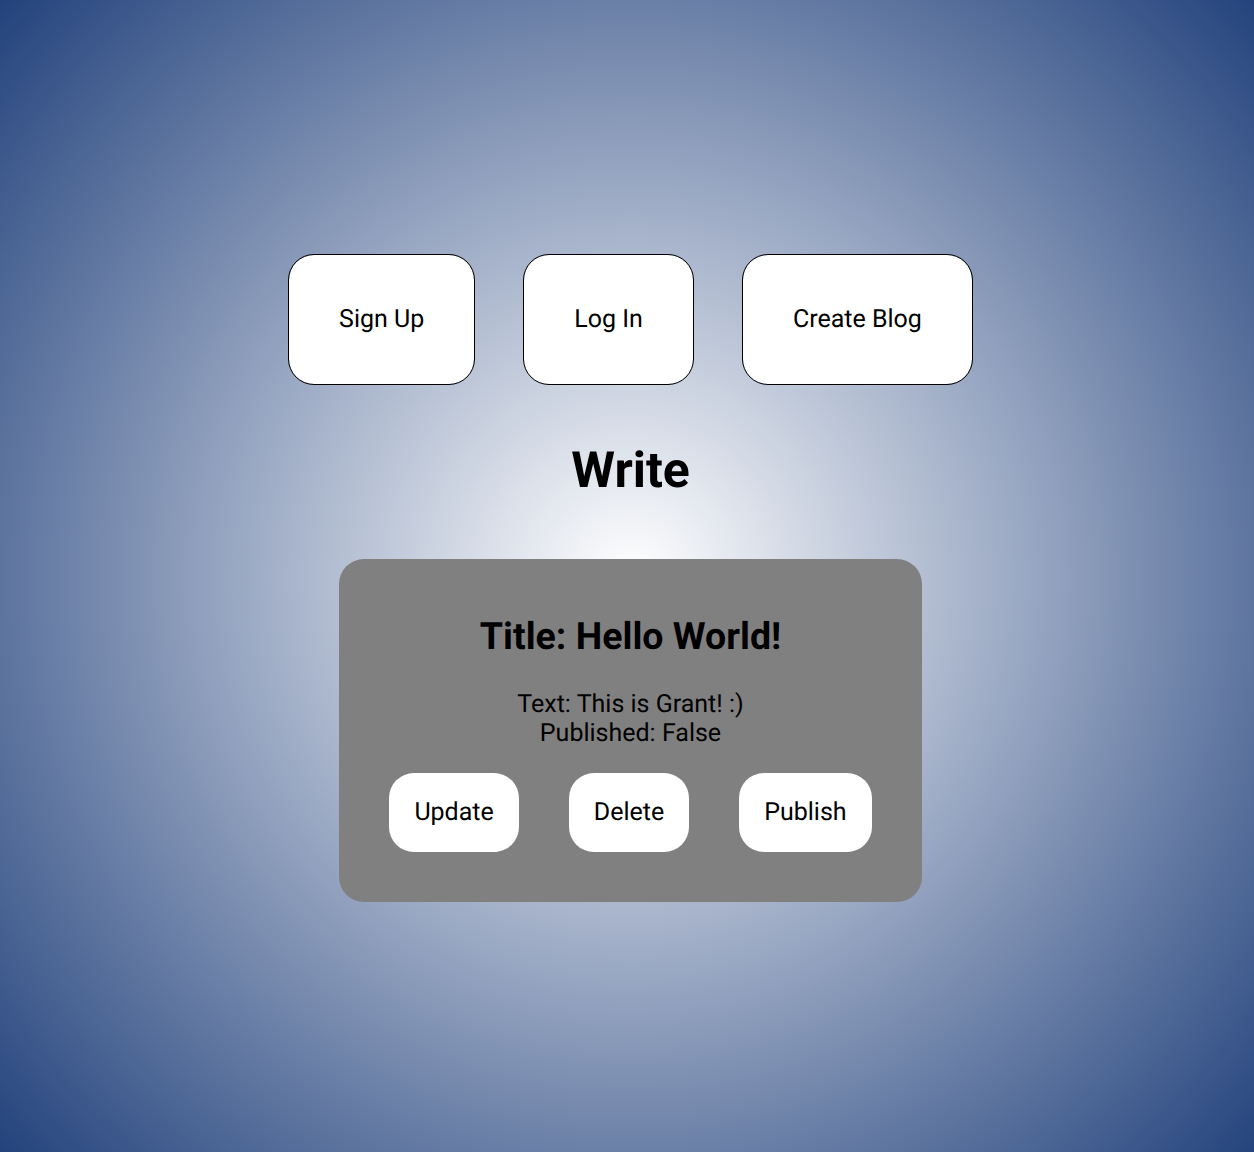 Sign Up
Log In
Create Blog
Write
Title: Hello World!
Text: This is Grant! :)
Published: False
Update
Delete
Publish